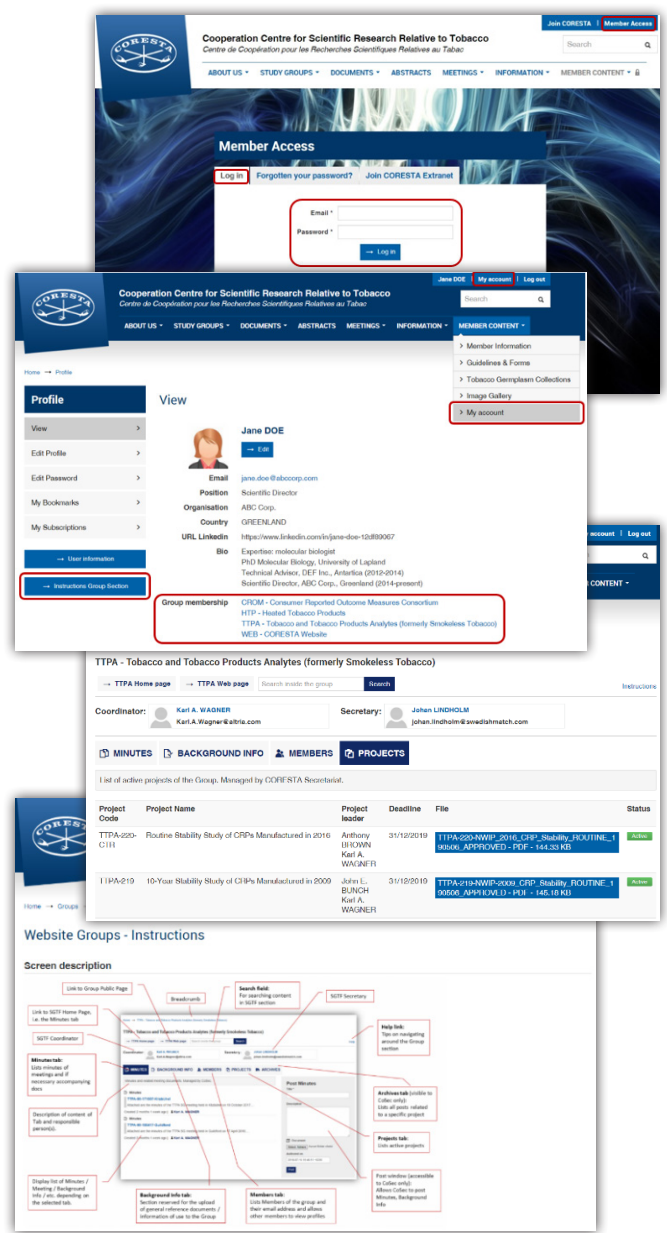 Join CORESTA | Member Access
CORESTA
Cooperation Centre for Scientific Research Relative to Tobacco
Centre de Coopération pour les Recherches Scientifiques Relatives au Tabac
Search
ABOUT US STUDY GROUPS DOCUMENTS ABSTRACTS MEETINGS INFORMATION MEMBER CONTENT
Member Access
Log in Forgotten your password? Join CORESTA Extranet
Email *
Password *
→ Log in
Jane DOE | My account | Log out
CORESTA
Cooperation Centre for Scientific Research Relative to Tobacco
Centre de Coopération pour les Recherches Scientifiques Relatives au Tabac
Search
ABOUT US STUDY GROUPS DOCUMENTS ABSTRACTS MEETINGS INFORMATION MEMBER CONTENT
> Member Information
> Guidelines & Forms
> Tobacco Germplasm Collections
> Image Gallery
> My account
Home → Profile
Profile
View
Edit Profile
Edit Password
My Bookmarks
My Subscriptions
→ User information
→ Instructions Group Section
View
Jane DOE
→ Edit
Email jane.doe@abccorp.com
Position Scientific Director
Organisation ABC Corp.
Country GREENLAND
URL Linkedin https://www.linkedin.com/in/jane-doe-12df89067
Bio Expertise: molecular biologist
PhD Molecular Biology, University of Lapland
Technical Advisor, DEF Inc., Antartica (2012-2014)
Scientific Director, ABC Corp., Greenland (2014-present)
Group membership CROM - Consumer Reported Outcome Measures Consortium
HTP - Heated Tobacco Products
TTPA - Tobacco and Tobacco Products Analytes (formerly Smokeless Tobacco)
WEB - CORESTA Website
account | Log out
CONTENT
TTPA - Tobacco and Tobacco Products Analytes (formerly Smokeless Tobacco)
→ TTPA Home page → TTPA Web page Search inside the group Search
Instructions
Coordinator: Karl A. WAGNER
Karl.A.Wagner@altria.com
Secretary: Johan LINDHOLM
johan.lindholm@swedishmatch.com
MINUTES BACKGROUND INFO MEMBERS PROJECTS
List of active projects of the Group. Managed by CORESTA Secretariat.
Project Code Project Name Project leader Deadline File Status
TTPA-220-CTR Routine Stability Study of CRPs Manufactured in 2016 Anthony BROWN Karl A. WAGNER 31/12/2019 TTPA-220-NWIP_2016_CRP_Stability_ROUTINE_190506_APPROVED - PDF - 144.33 KB Active
TTPA-219 10-Year Stability Study of CRPs Manufactured in 2009 John E. BUNCH Karl A. WAGNER 31/12/2019 TTPA-219-NWIP-2009_CRP_Stability_ROUTINE_190506_APPROVED - PDF - 145.18 KB Active
Home → Groups
Website Groups - Instructions
Screen description
Link to Group Public Page
Breadcrumb
Search field:
For searching content
in SGTF section
SGTF Secretary
Link to SGTF Home Page,
i.e. the Minutes tab
SGTF Coordinator
Minutes tab:
Lists minutes of
meetings and if
necessary accompanying
docs
Description of content of
Tab and responsible
person(s).
Display list of Minutes /
Meeting / Background
Info / etc. depending on
the selected tab.
Background Info tab:
Section reserved for the upload
of general reference documents /
Information of use to the Group
Members tab:
Lists Members of the group and
their email address and allows
other members to view profiles
Help link:
Tips on navigating
around the Group
section
Archives tab (visible to
CoSec only):
Lists all posts related
to a specific project
Projects tab:
Lists active projects
Post window (accessible
to CoSec only):
Allows CoSec to post
Minutes, Background
Info
MINUTES BACKGROUND INFO MEMBERS PROJECTS ARCHIVES
Post Minutes